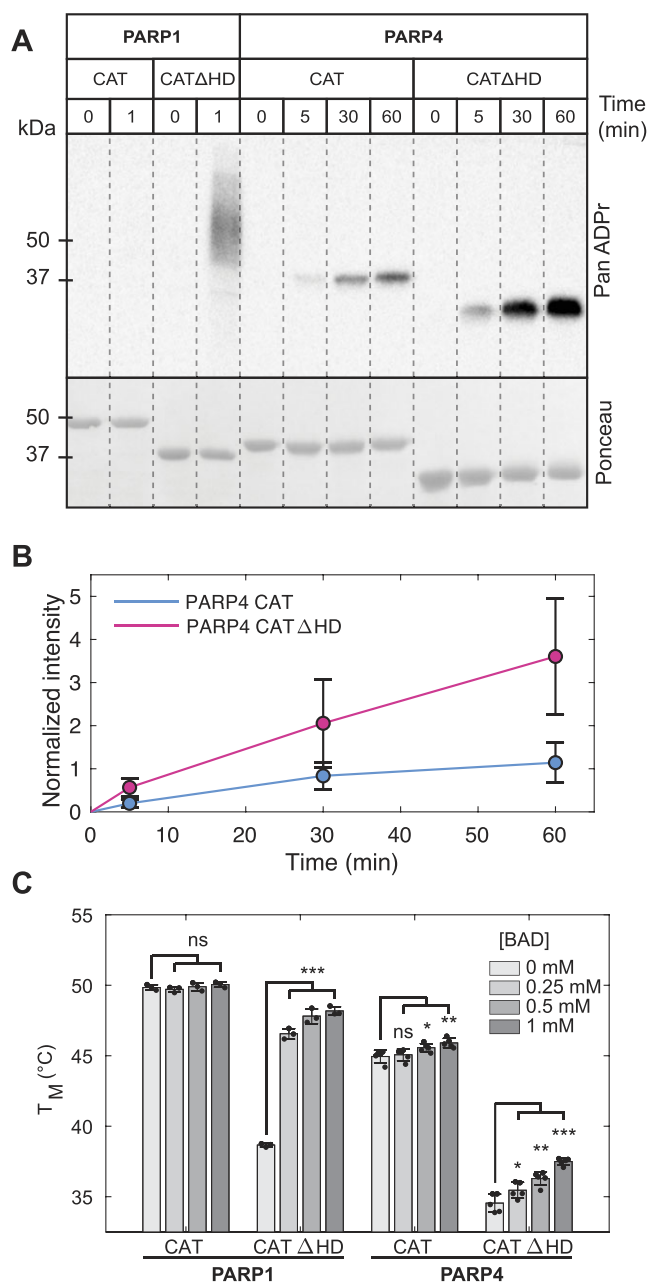 A
PARP1 PARP4
CAT CATΔHD CAT CATΔHD
kDa 0 1 0 1 0 5 30 60 0 5 30 60 Time (min)
50
37
Pan ADPr
50
37
Ponceau
B
5
4
3
2
1
0
Normalized intensity
PARP4 CAT
PARP4 CAT ΔHD
0 10 20 30 40 50 60
Time (min)
C
55
50
45
40
35
TM (°C)
ns *** ns * ** * ** ***
[BAD]
0 mM
0.25 mM
0.5 mM
1 mM
CAT CAT ΔHD CAT CAT ΔHD
PARP1 PARP4